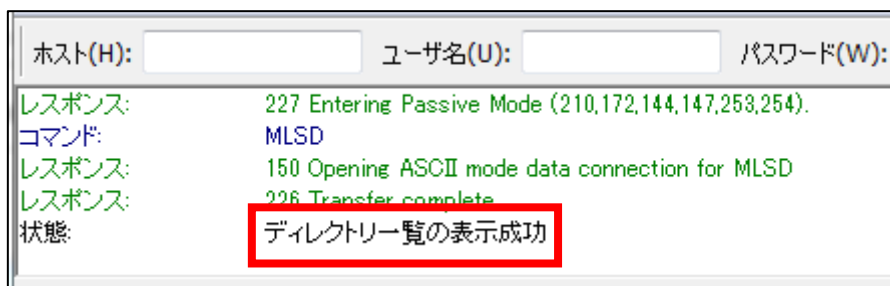 ホスト(H): ユーザ名(U): パスワード(W):
レスポンス: 227 Entering Passive Mode (210,172,144,147,253,254).
コマンド: MLSD
レスポンス: 150 Opening ASCII mode data connection for MLSD
レスポンス: 226 Transfer complete
状態: ディレクトリ一覧の表示成功